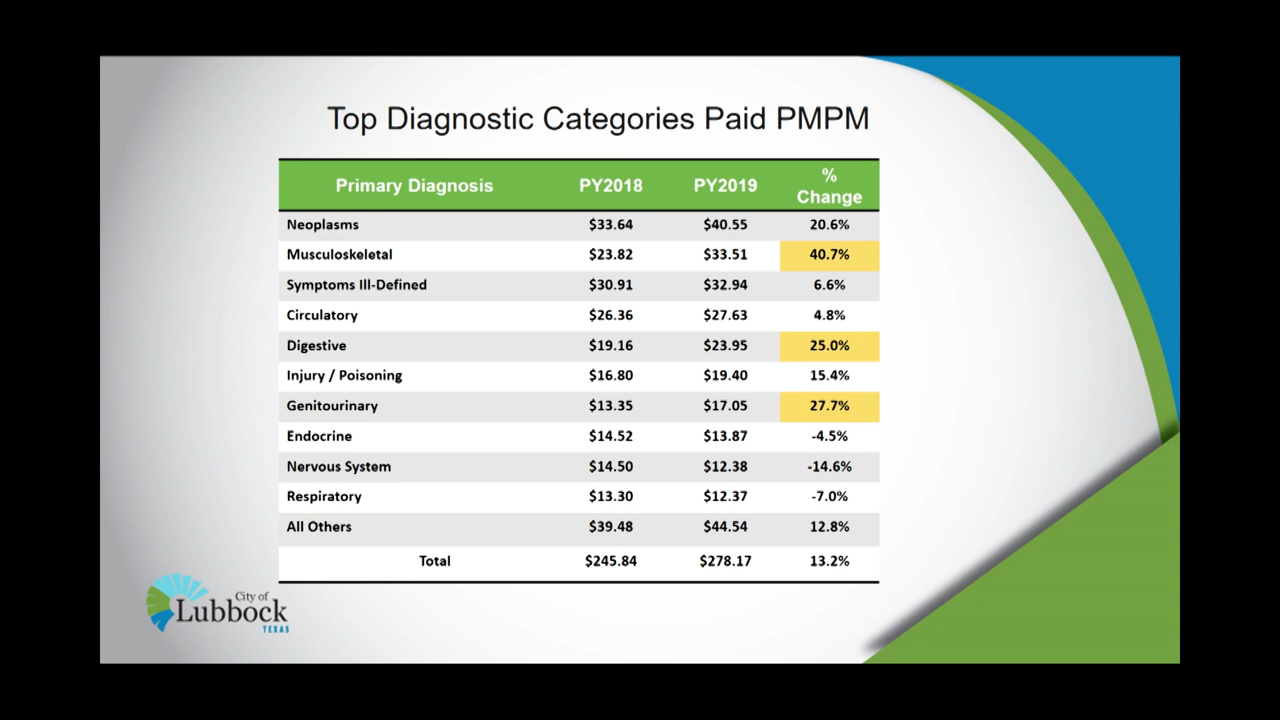 Top Diagnostic Categories Paid PMPM
Primary Diagnosis PY2018 PY2019 % Change
Neoplasms $33.64 $40.55 20.6%
Musculoskeletal $23.82 $33.51 40.7%
Symptoms Ill-Defined $30.91 $32.94 6.6%
Circulatory $26.36 $27.63 4.8%
Digestive $19.16 $23.95 25.0%
Injury / Poisoning $16.80 $19.40 15.4%
Genitourinary $13.35 $17.05 27.7%
Endocrine $14.52 $13.87 -4.5%
Nervous System $14.50 $12.38 -14.6%
Respiratory $13.30 $12.37 -7.0%
All Others $39.48 $44.54 12.8%
Total $245.84 $278.17 13.2%
City of
Lubbock
TEXAS